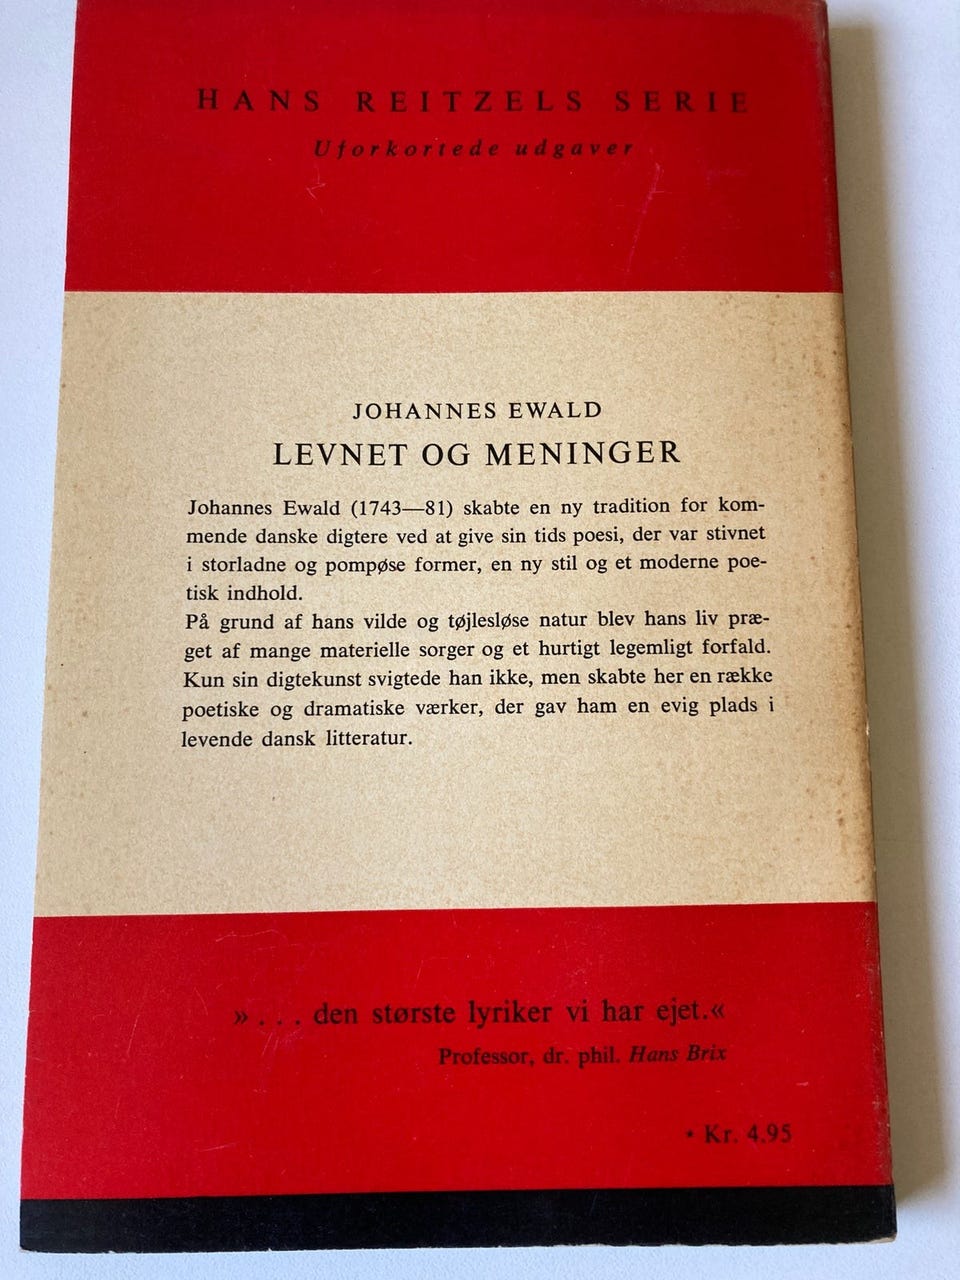 HANS REITZELS SERIE
Uforkortede udgaver
JOHANNES EWALD
LEVNET OG MENINGER
Johannes Ewald (1743—81) skabte en ny tradition for kom-
mende danske digtere ved at give sin tids poesi, der var stivnet
i storladne og pompøse former, en ny stil og et moderne poe-
tisk indhold.
På grund af hans vilde og tøjlesløse natur blev hans liv præ-
get af mange materielle sorger og et hurtigt legemligt forfald.
Kun sin digtekunst svigtede han ikke, men skabte her en række
poetiske og dramatiske værker, der gav ham en evig plads i
levende dansk litteratur.
»... den største lyriker vi har ejet.«
Professor, dr. phil. Hans Brix
⋆ Kr. 4.95